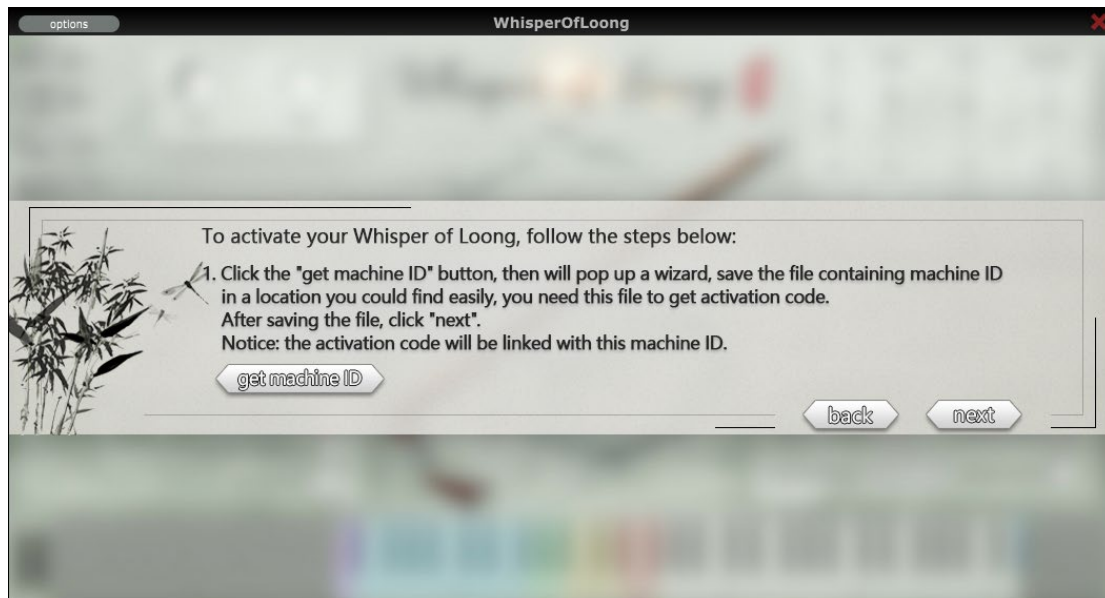 options
WhisperOfLoong
To activate your Whisper of Loong, follow the steps below:
1. Click the "get machine ID" button, then will pop up a wizard, save the file containing machine ID
in a location you could find easily, you need this file to get activation code.
After saving the file, click "next".
Notice: the activation code will be linked with this machine ID.
get machine ID
back
next